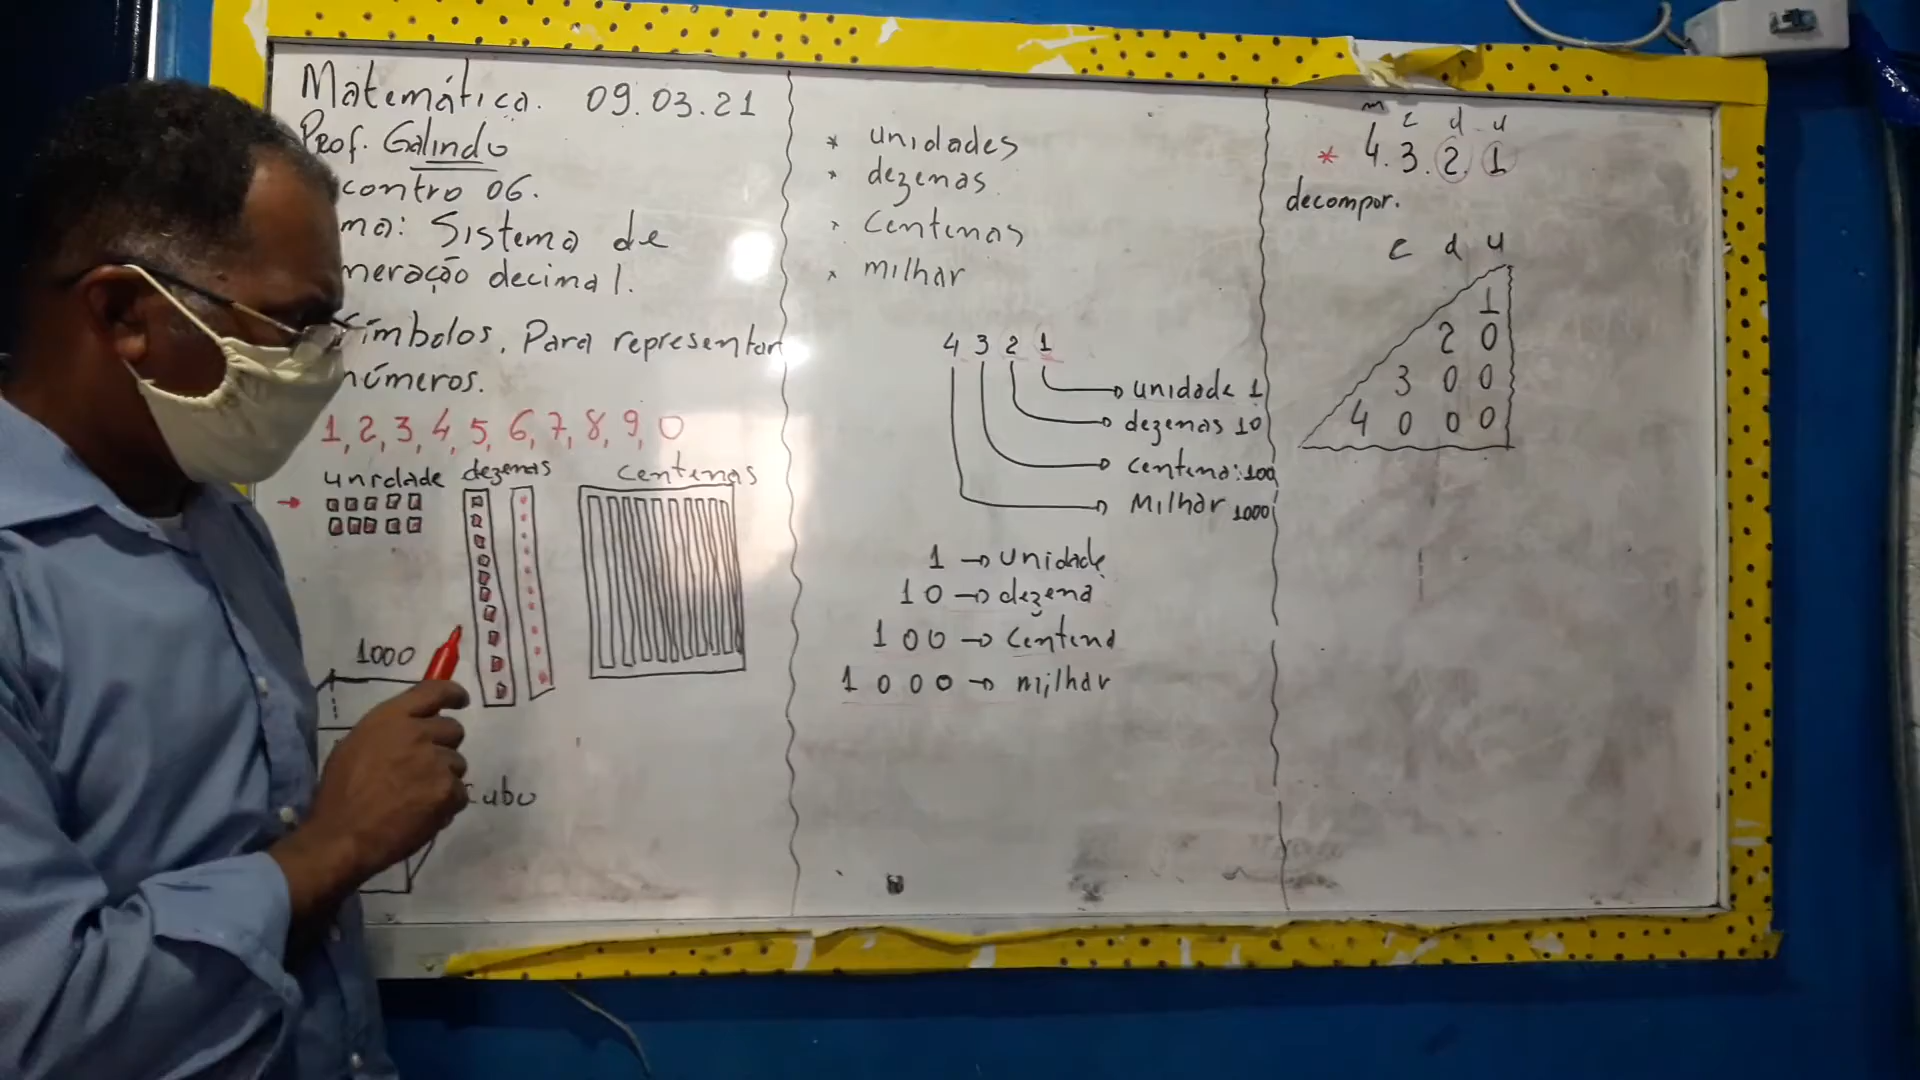 Matemática. 09.03.21
Prof. Galindo
contro 06.
ma: Sistema de
meração decimal.
símbolos. Para representar
números.
1, 2, 3, 4, 5, 6, 7, 8, 9, 0
unidade dezenas centenas
1000
cubo
* unidades
* dezenas
* Centenas
* milhar
4 3 2 1
unidade 1
dezenas 10
centena: 100
Milhar 1000
1 → unidade
10 → dezena
100 → Centena
1000 → milhar
m c d u
* 4.3.2.1
decompor.
c d u
1
2 0
3 0 0
4 0 0 0